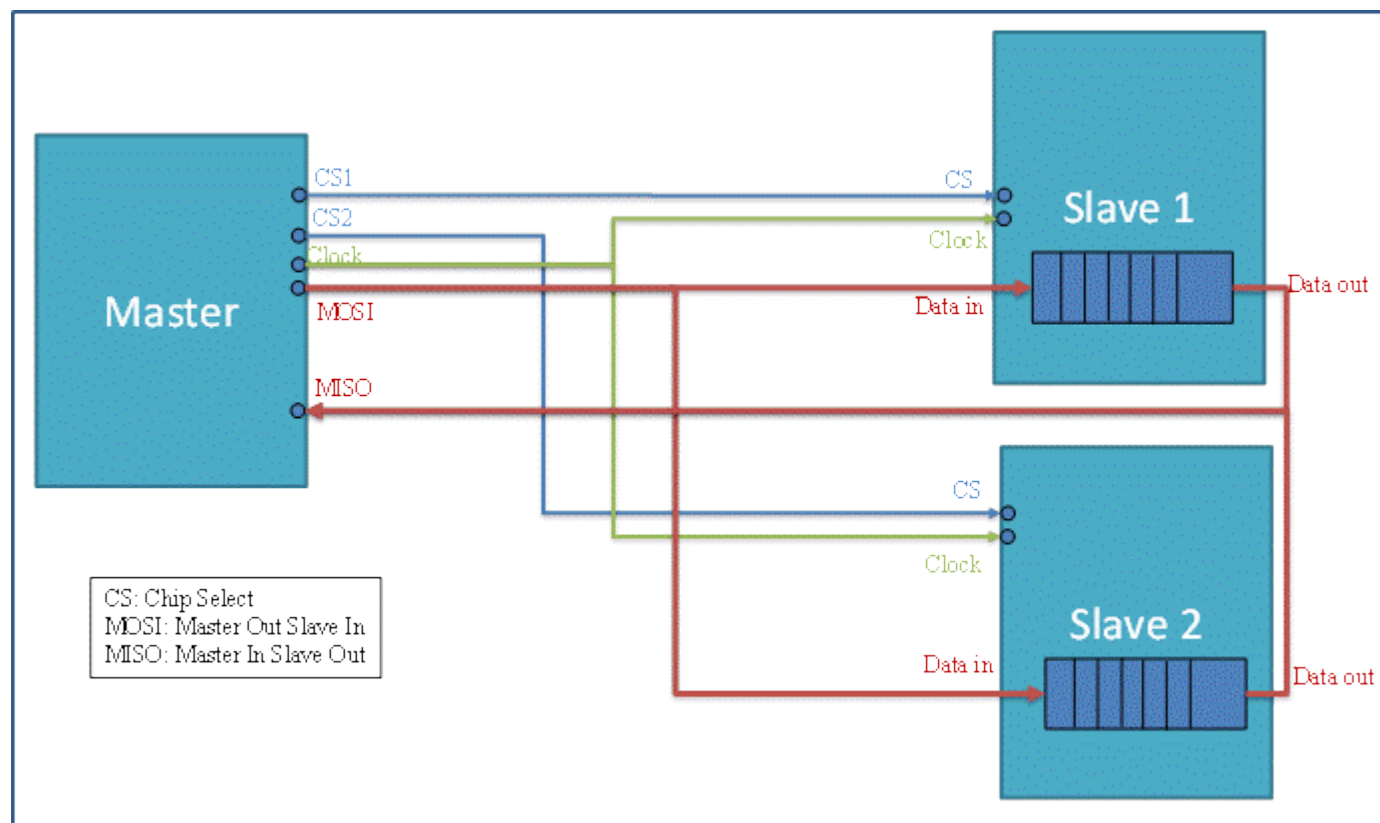 CS1
CS
CS2
Slave 1
Clock
Clock
Master
MOSI
Data in
Data out
MISO
CS
Clock
CS: Chip Select
MOSI: Master Out Slave In
MISO: Master In Slave Out
Slave 2
Data in
Data out